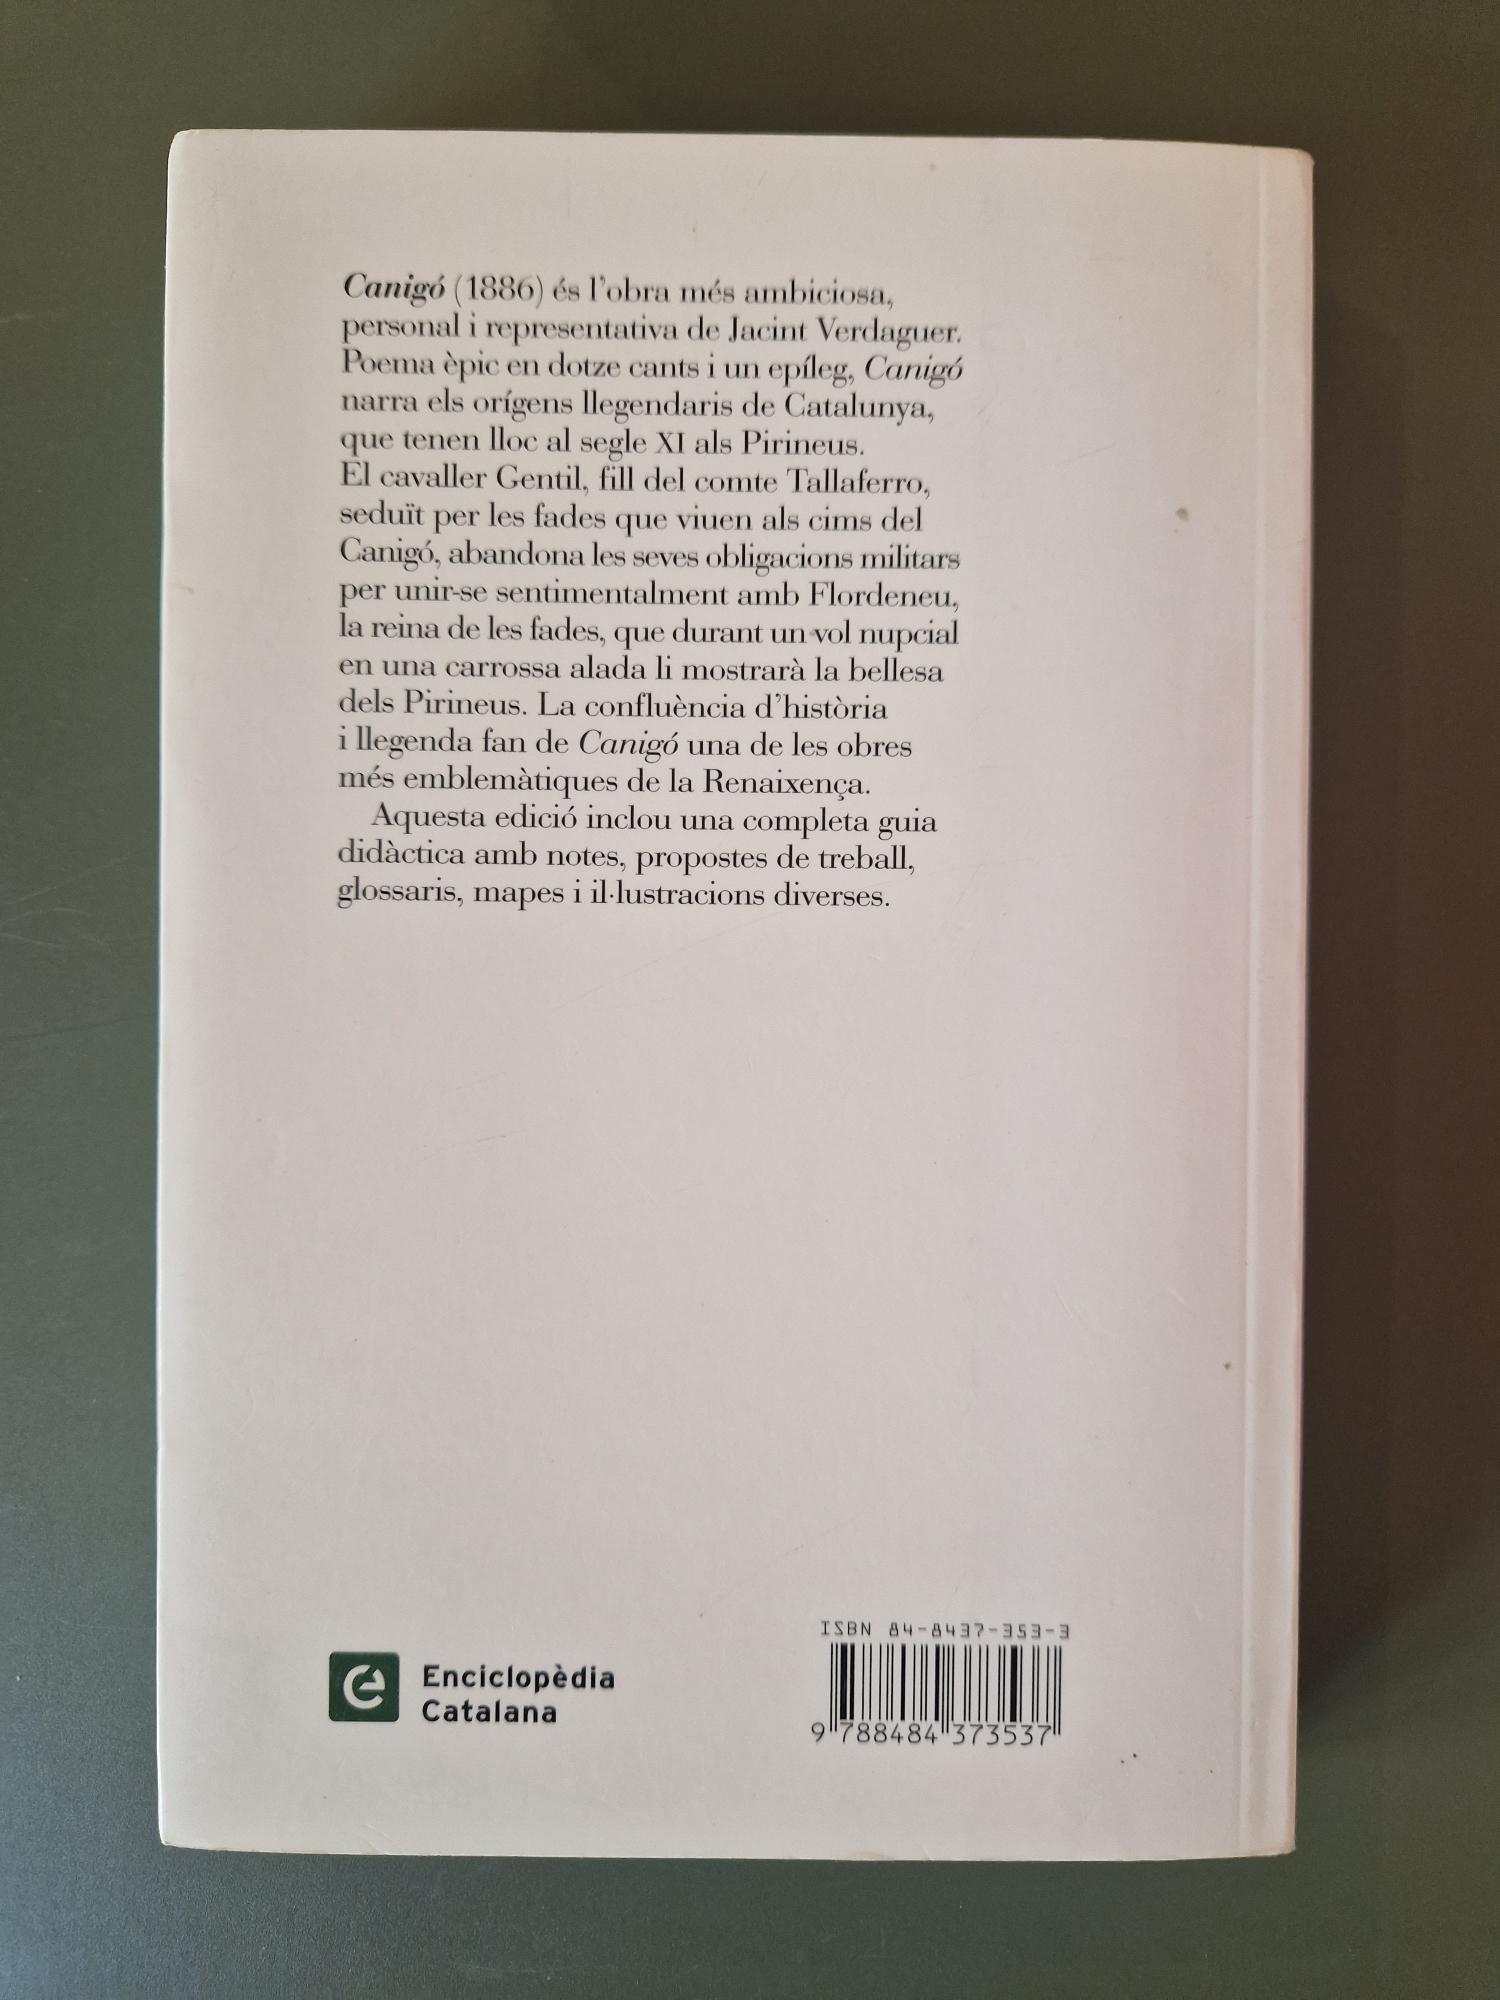 Canigó (1886) és l'obra més ambiciosa,
personal i representativa de Jacint Verdaguer.
Poema èpic en dotze cants i un epíleg, Canigó
narra els orígens llegendaris de Catalunya,
que tenen lloc al segle XI als Pirineus.
El cavaller Gentil, fill del comte Tallaferro,
seduït per les fades que viuen als cims del
Canigó, abandona les seves obligacions militars
per unir-se sentimentalment amb Flordeneu,
la reina de les fades, que durant un vol nupcial
en una carrossa alada li mostrarà la bellesa
dels Pirineus. La confluència d'història
i llegenda fan de Canigó una de les obres
més emblemàtiques de la Renaixença.
Aquesta edició inclou una completa guia
didàctica amb notes, propostes de treball,
glossaris, mapes i il·lustracions diverses.
Enciclopèdia
Catalana
ISBN 84-8437-353-3
9 788484 373537